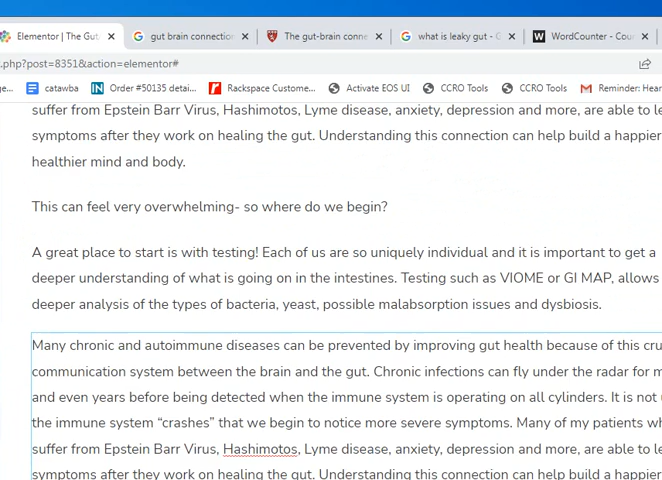 Elementor | The Gut
gut brain connection
The gut-brain conne
what is leaky gut - G
WordCounter - Cou
.php?post=8351&action=elementor#
ge...
catawba
Order #50135 detai...
Rackspace Custome...
Activate EOS UI
CCRO Tools
CCRO Tools
Reminder: Hear
suffer from Epstein Barr Virus, Hashimotos, Lyme disease, anxiety, depression and more, are able to le
symptoms after they work on healing the gut. Understanding this connection can help build a happier
healthier mind and body.
This can feel very overwhelming- so where do we begin?
A great place to start is with testing! Each of us are so uniquely individual and it is important to get a
deeper understanding of what is going on in the intestines. Testing such as VIOME or GI MAP, allows
deeper analysis of the types of bacteria, yeast, possible malabsorption issues and dysbiosis.
Many chronic and autoimmune diseases can be prevented by improving gut health because of this cru
communication system between the brain and the gut. Chronic infections can fly under the radar for m
and even years before being detected when the immune system is operating on all cylinders. It is not u
the immune system “crashes” that we begin to notice more severe symptoms. Many of my patients wh
suffer from Epstein Barr Virus, Hashimotos, Lyme disease, anxiety, depression and more, are able to le
symptoms after they work on healing the gut. Understanding this connection can help build a happier